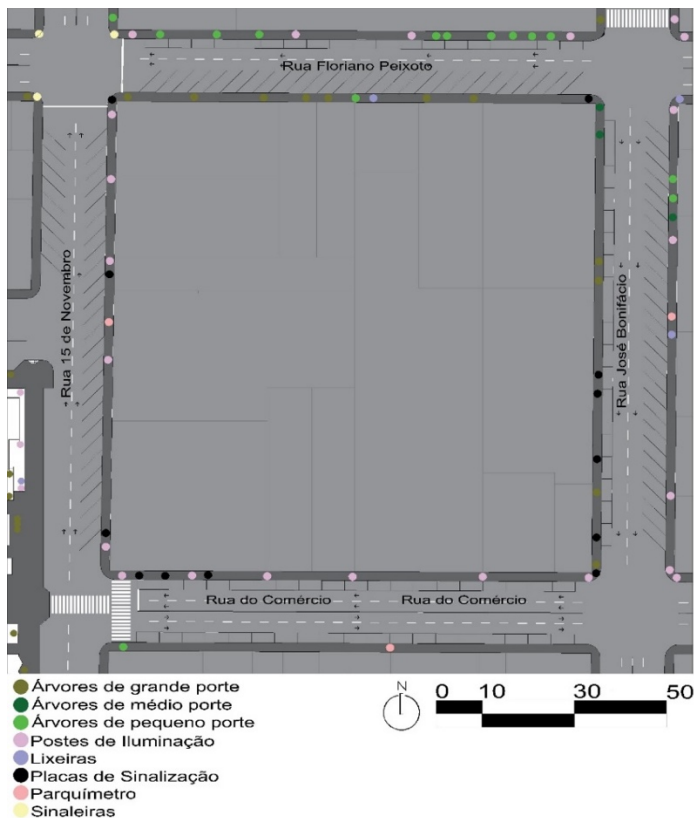 Rua Floriano Peixoto
Rua 15 de Novembro
Rua José Bonifácio
Rua do Comércio
Rua do Comércio
Árvores de grande porte
Árvores de médio porte
Árvores de pequeno porte
Postes de Iluminação
Lixeiras
Placas de Sinalização
Parquímetro
Sinaleiras
N
0 10 30 50